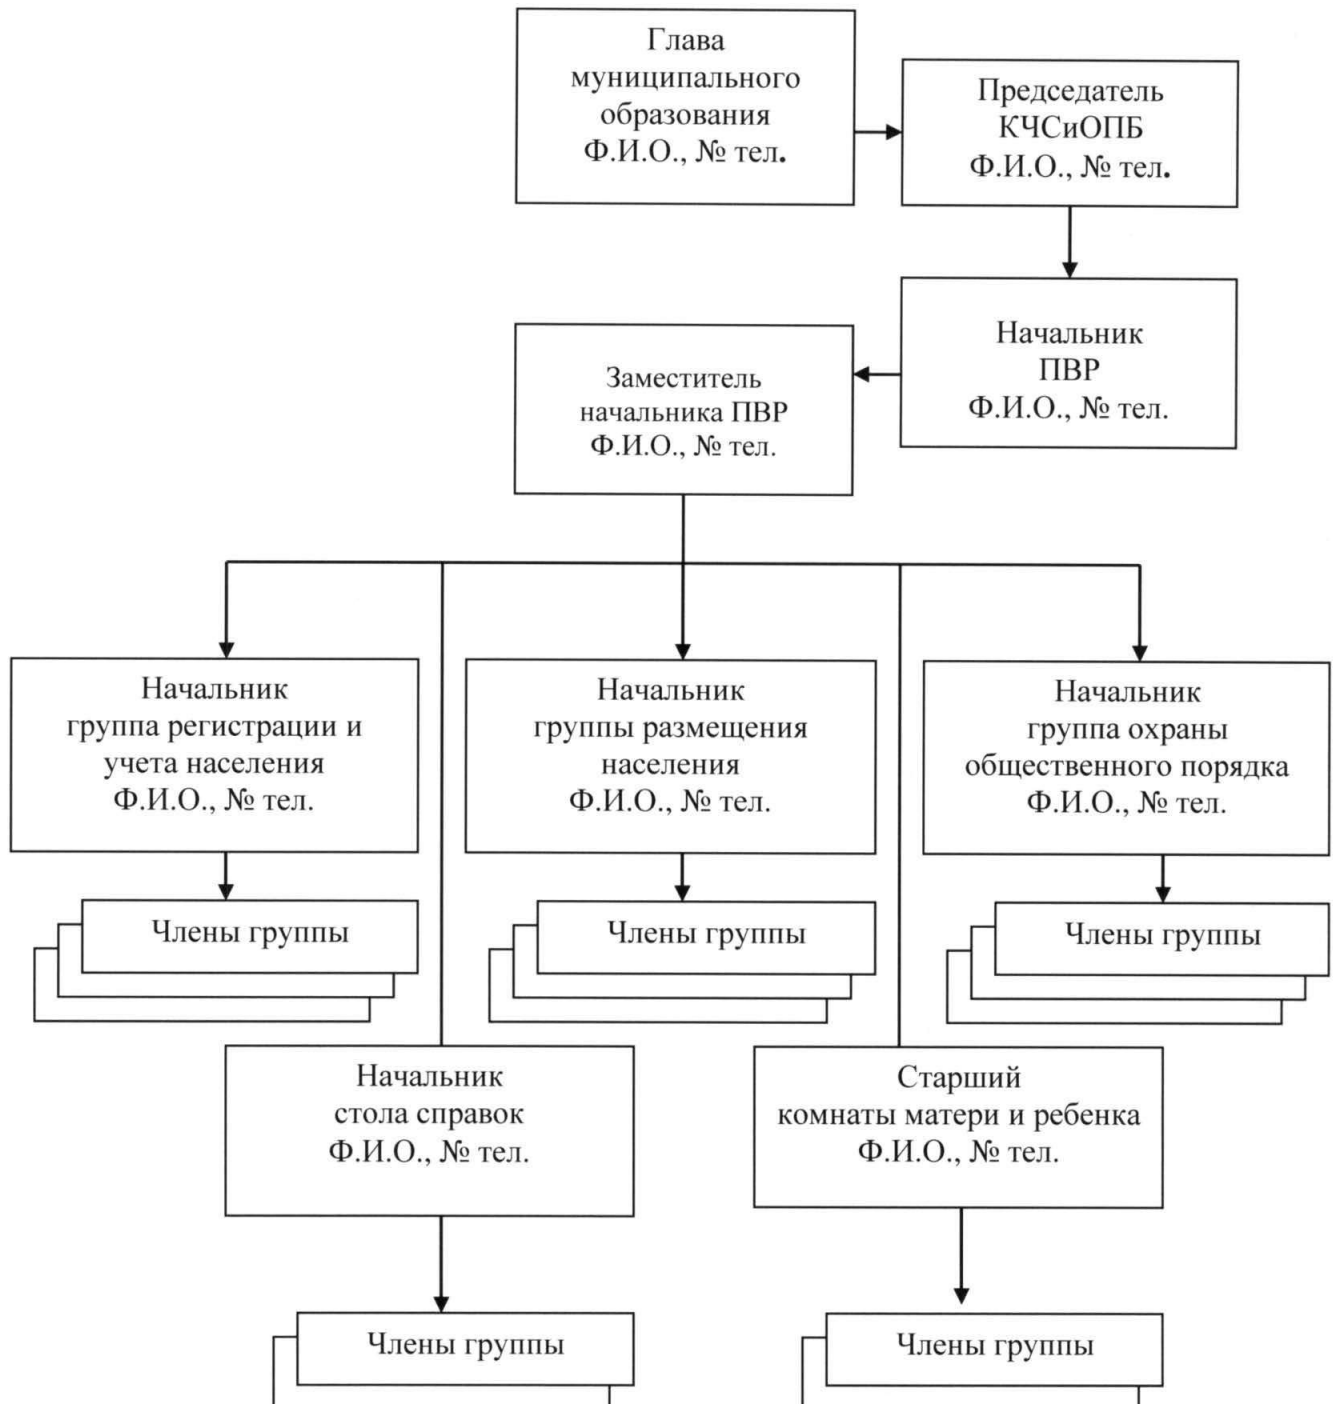 Глава
муниципального
образования
Ф.И.О., № тел.
Председатель
КЧСиОПБ
Ф.И.О., № тел.
Начальник
ПВР
Ф.И.О., № тел.
Заместитель
начальника ПВР
Ф.И.О., № тел.
Начальник
группа регистрации и
учета населения
Ф.И.О., № тел.
Начальник
группы размещения
населения
Ф.И.О., № тел.
Начальник
группа охраны
общественного порядка
Ф.И.О., № тел.
Члены группы
Члены группы
Члены группы
Начальник
стола справок
Ф.И.О., № тел.
Старший
комнаты матери и ребенка
Ф.И.О., № тел.
Члены группы
Члены группы